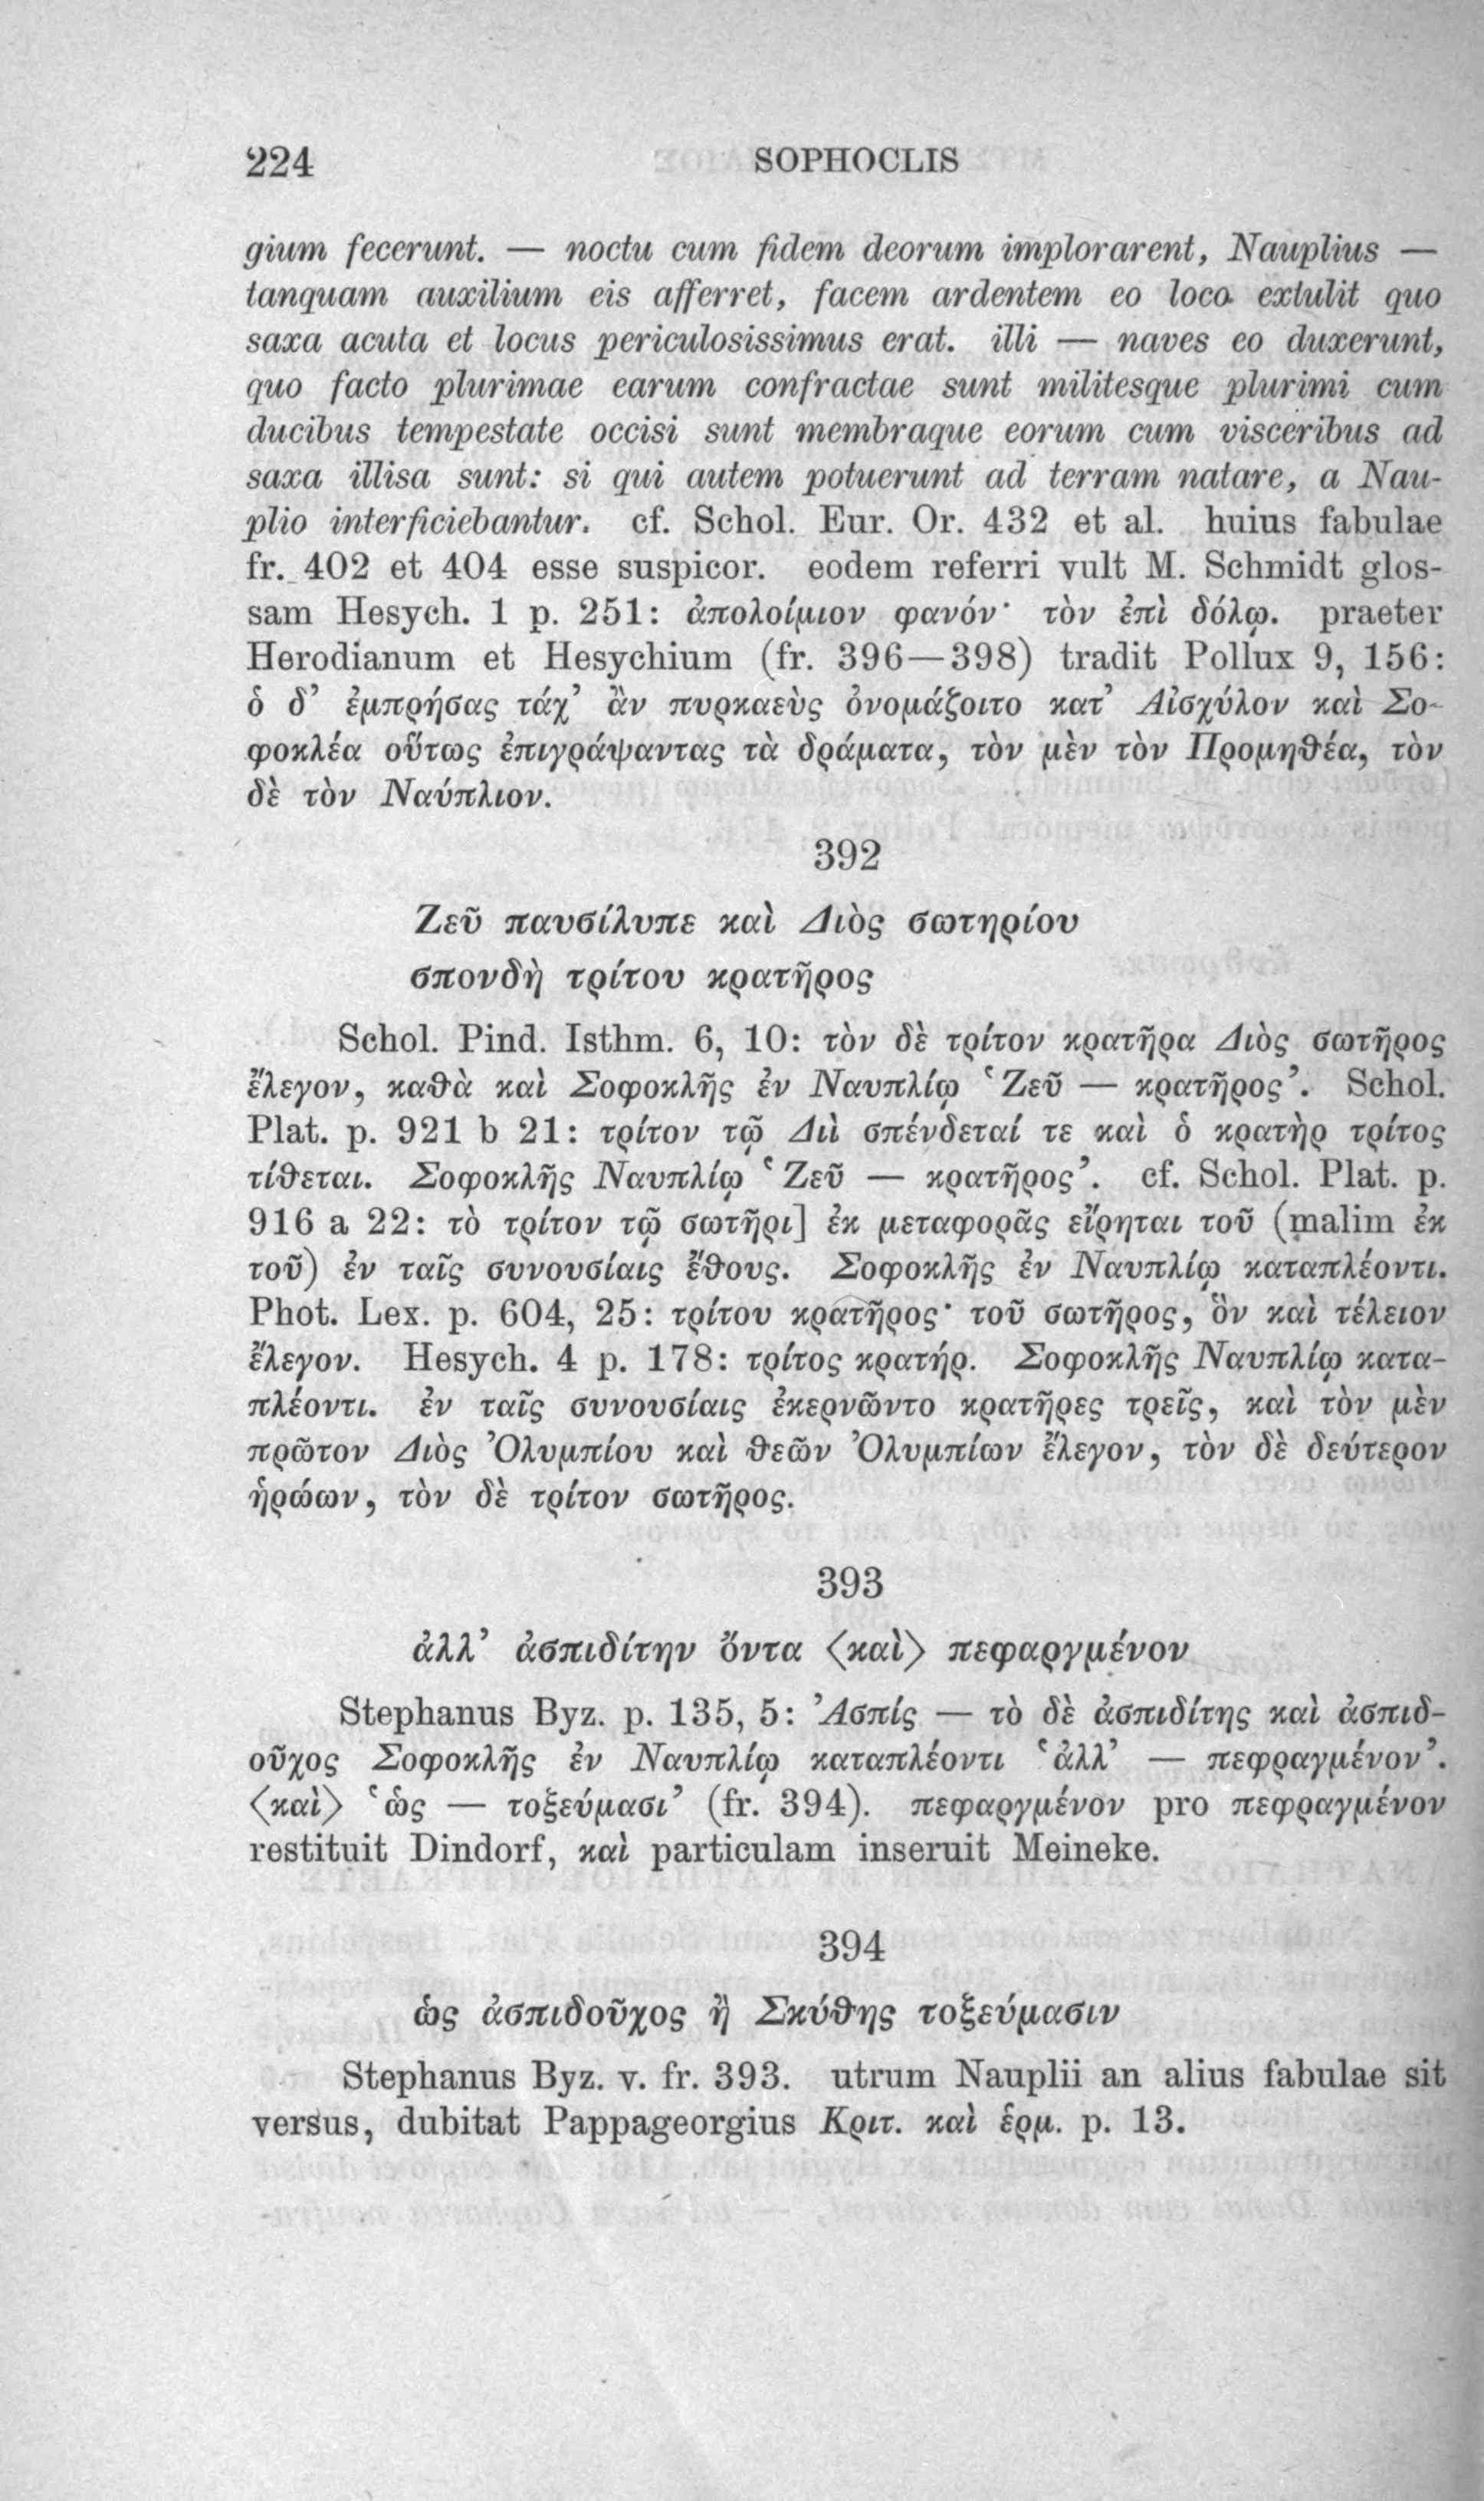 224 SOPHOCLIS
gium fecerunt. — noctu cum fidem deorum implorarent, Nauplius —
tanquam auxilium eis afferret, facem ardentem eo loco extulit quo
saxa acuta et locus periculosissimus erat. illi — naves eo duxerunt,
quo facto plurimae earum confractae sunt militesque plurimi cum
ducibus tempestate occisi sunt membraque eorum cum visceribus ad
saxa illisa sunt: si qui autem potuerunt ad terram natare, a Nau-
plio interficiebantur. cf. Schol. Eur. Or. 432 et al. huius fabulae
fr. 402 et 404 esse suspicor. eodem referri vult M. Schmidt glos-
sam Hesych. 1 p. 251: ἀπολοίμιον φανόν· τὸν ἐπὶ δόλῳ. praeter
Herodianum et Hesychium (fr. 396—398) tradit Pollux 9, 156:
ὁ δ’ ἐμπρήσας τάχ’ ἂν πυρκαεὺς ὀνομάζοιτο κατ’ Αἰσχύλον καὶ Σο-
φοκλέα οὕτως ἐπιγράψαντας τὰ δράματα, τὸν μὲν τὸν Προμηθέα, τὸν
δὲ τὸν Ναύπλιον.
392
Ζεῦ παυσίλυπε καὶ Διὸς σωτηρίου
σπονδὴ τρίτου κρατῆρος
Schol. Pind. Isthm. 6, 10: τὸν δὲ τρίτον κρατῆρα Διὸς σωτῆρος
ἔλεγον, καθὰ καὶ Σοφοκλῆς ἐν Ναυπλίῳ ‘Ζεῦ — κρατῆρος’. Schol.
Plat. p. 921 b 21: τρίτον τῷ Διὶ σπένδεταί τε καὶ ὁ κρατὴρ τρίτος
τίθεται. Σοφοκλῆς Ναυπλίῳ ‘Ζεῦ — κρατῆρος’. cf. Schol. Plat. p.
916 a 22: τὸ τρίτον τῷ σωτῆρι] ἐκ μεταφορᾶς εἴρηται τοῦ (malim ἐκ
τοῦ) ἐν ταῖς συνουσίαις ἔθους. Σοφοκλῆς ἐν Ναυπλίῳ καταπλέοντι.
Phot. Lex. p. 604, 25: τρίτου κρατῆρος· τοῦ σωτῆρος, ὃν καὶ τέλειον
ἔλεγον. Hesych. 4 p. 178: τρίτος κρατήρ. Σοφοκλῆς Ναυπλίῳ κατα-
πλέοντι. ἐν ταῖς συνουσίαις ἐκερνῶντο κρατῆρες τρεῖς, καὶ τὸν μὲν
πρῶτον Διὸς Ὀλυμπίου καὶ θεῶν Ὀλυμπίων ἔλεγον, τὸν δὲ δεύτερον
ἡρώων, τὸν δὲ τρίτον σωτῆρος.
393
ἀλλ’ ἀσπιδίτην ὄντα ⟨καὶ⟩ πεφαργμένον
Stephanus Byz. p. 135, 5: Ἀσπίς — τὸ δὲ ἀσπιδίτης καὶ ἀσπιδ-
οῦχος Σοφοκλῆς ἐν Ναυπλίῳ καταπλέοντι ‘ἀλλ’ — πεφραγμένον’.
⟨καὶ⟩ ‘ὡς — τοξεύμασι’ (fr. 394). πεφαργμένον pro πεφραγμένον
restituit Dindorf, καὶ particulam inseruit Meineke.
394
ὡς ἀσπιδοῦχος ἢ Σκύθης τοξεύμασιν
Stephanus Byz. v. fr. 393. utrum Nauplii an alius fabulae sit
versus, dubitat Pappageorgius Κριτ. καὶ ἑρμ. p. 13.